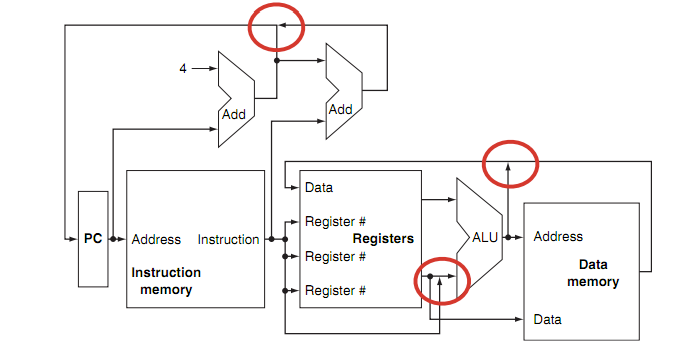 4
Add
Add
Data
Register #
PC
Address
Instruction
Registers
ALU
Address
Register #
Instruction
memory
Data
memory
Register #
Data